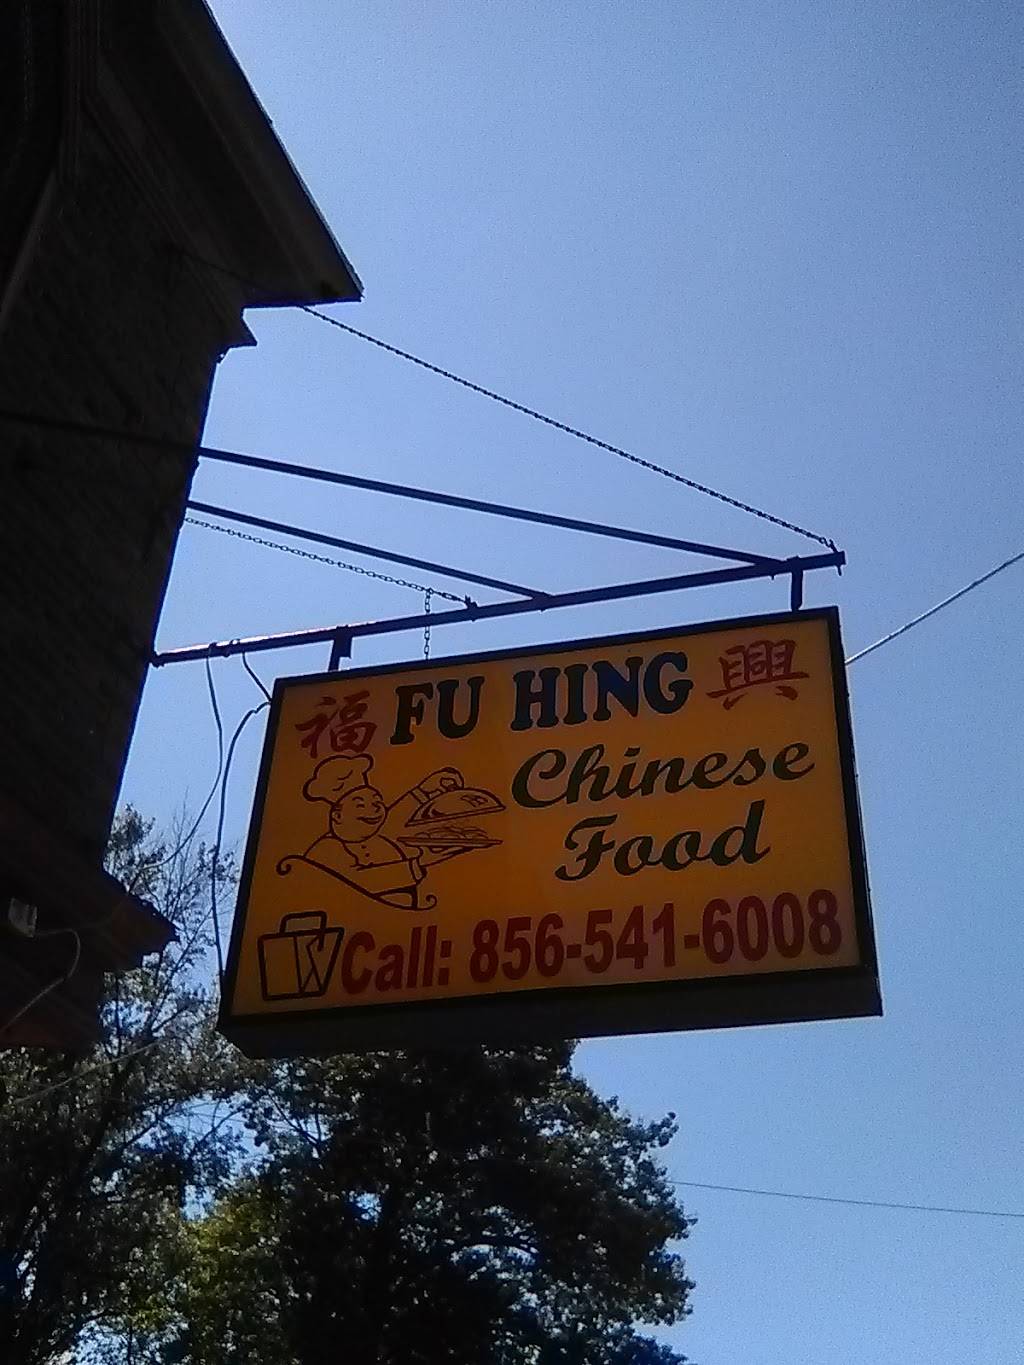 福 FU HING 興
Chinese
Food
Call: 856-541-6008